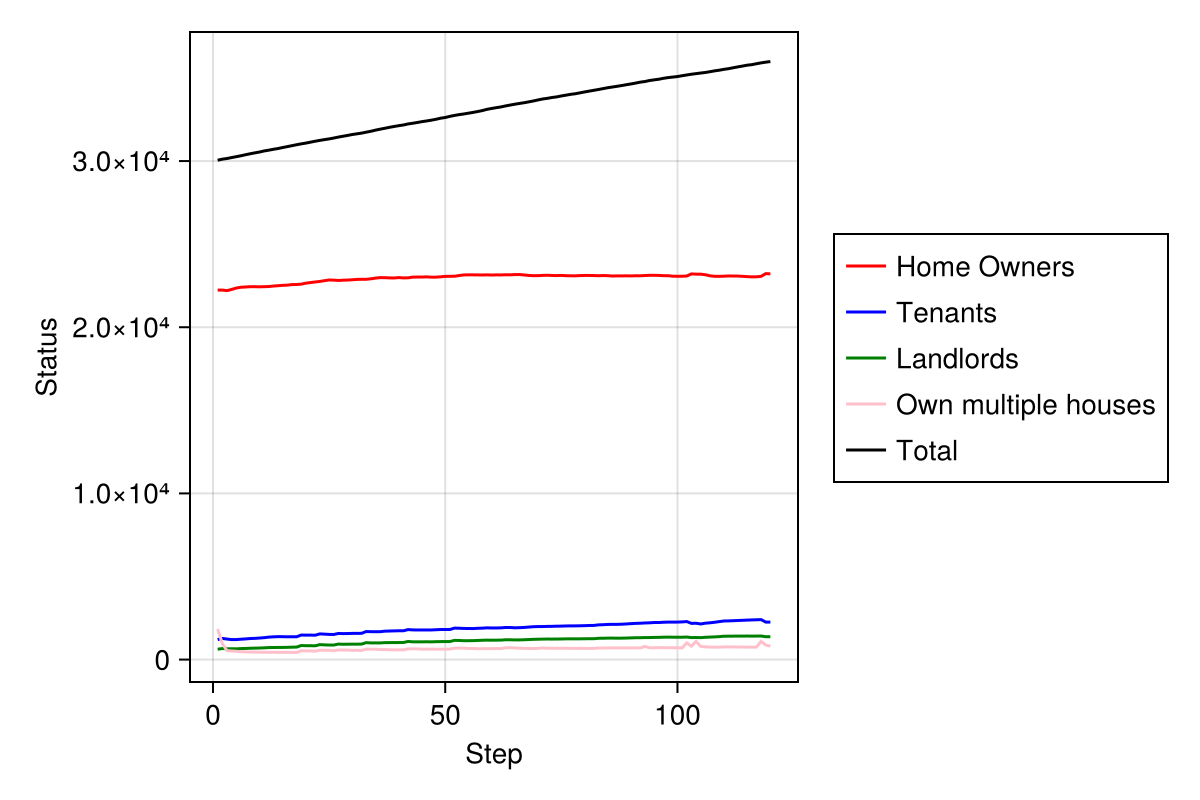 Status
3.0×10⁴
2.0×10⁴
1.0×10⁴
0
0
50
100
Step
Home Owners
Tenants
Landlords
Own multiple houses
Total